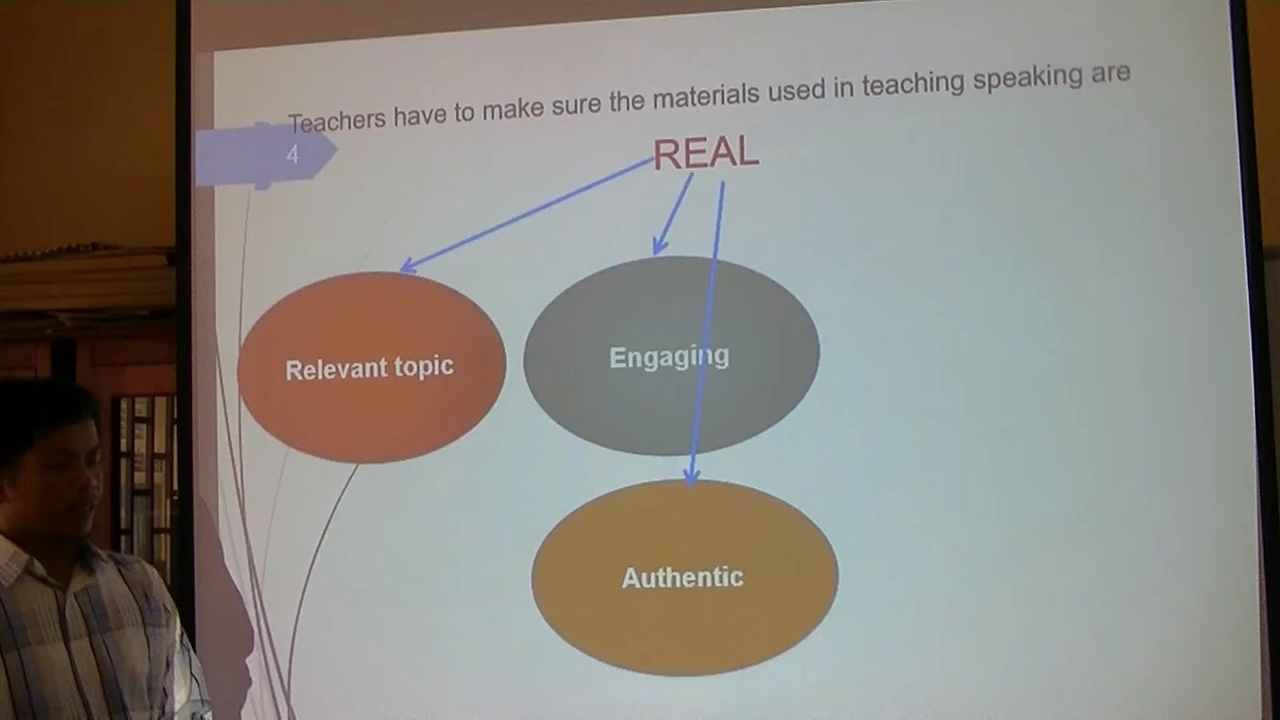 Teachers have to make sure the materials used in teaching speaking are
4
REAL
Relevant topic
Engaging
Authentic